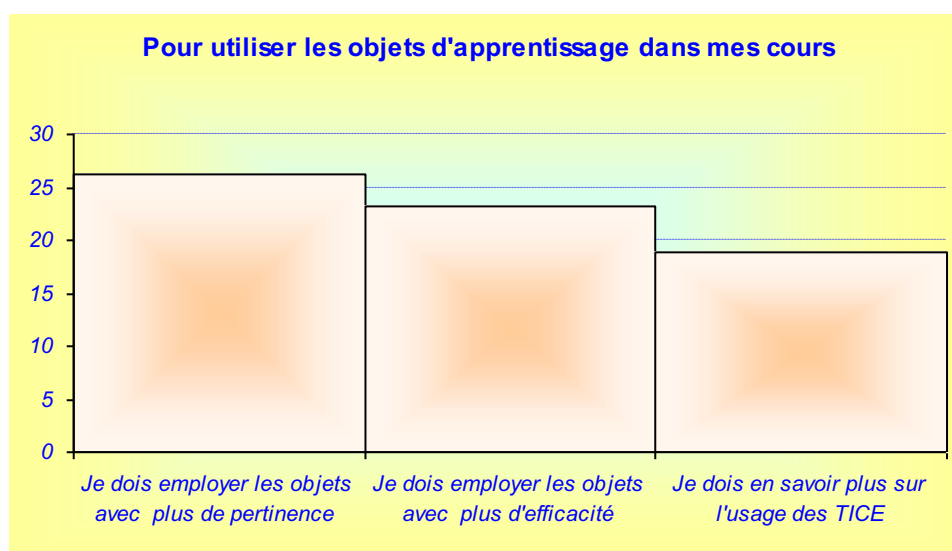 Pour utiliser les objets d'apprentissage dans mes cours
30
25
20
15
10
5
0
Je dois employer les objets
avec plus de pertinence
Je dois employer les objets
avec plus d'efficacité
Je dois en savoir plus sur
l'usage des TICE